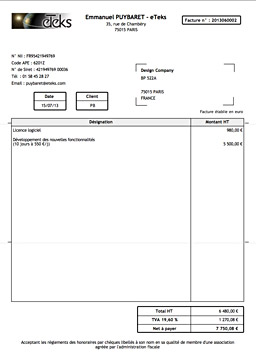 eTeks
Emmanuel PUYBARET - eTeks
35, rue de Chambéry
75015 PARIS
Facture n° : 2013060002
N° NII : FR95421949769
Code APE : 6201Z
N° de Siret : 421949769 00036
Tél : 01 58 45 28 27
Email : puybaret@eteks.com
Design Company
BP 522A
75015 PARIS
FRANCE
Date
Client
15/07/13
PB
Facture établie en euro
Désignation
Montant HT
Licence logiciel
980,00 €
Développement des nouvelles fonctionnalités
(10 jours à 550 €/j)
5 500,00 €
Total HT
6 480,00 €
TVA 19,60 %
1 270,08 €
Net à payer
7 750,08 €
Acceptant les règlements des honoraires par chèques libellés à son nom en sa qualité de membre d'une association
agréée par l'administration fiscale